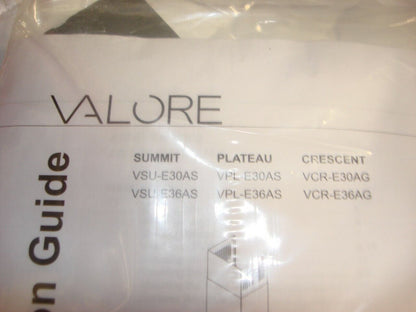 VALORE
SUMMIT PLATEAU CRESCENT
VSU-E30AS VPL-E30AS VCR-E30AG
VSU-E36AS VPL-E36AS VCR-E36AG
on Guide